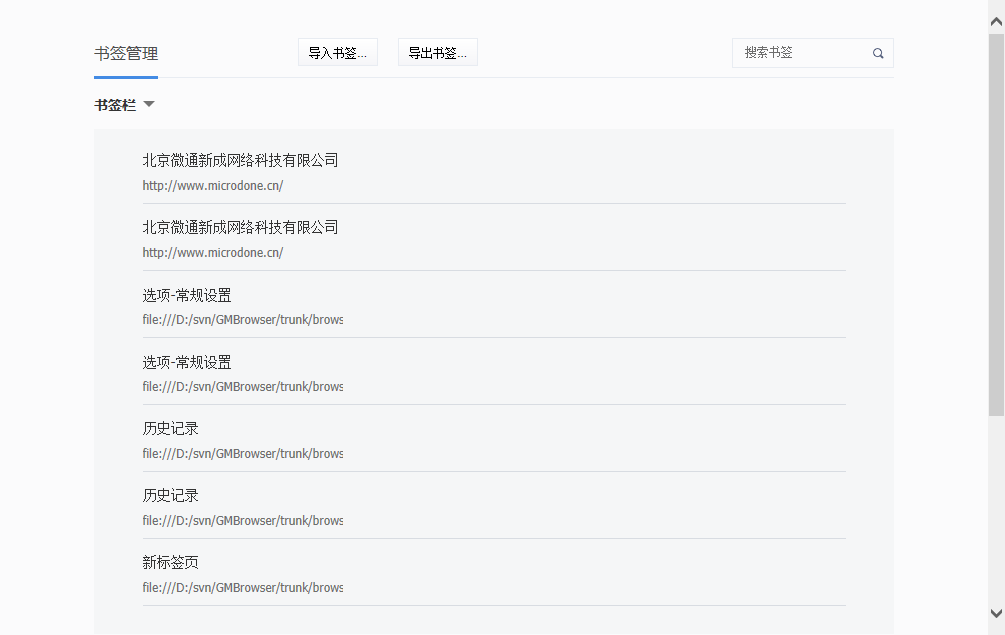 书签管理
导入书签...
导出书签...
搜索书签
书签栏
北京微通新成网络科技有限公司
http://www.microdone.cn/
北京微通新成网络科技有限公司
http://www.microdone.cn/
选项-常规设置
file:///D:/svn/GMBrowser/trunk/brows
选项-常规设置
file:///D:/svn/GMBrowser/trunk/brows
历史记录
file:///D:/svn/GMBrowser/trunk/brows
历史记录
file:///D:/svn/GMBrowser/trunk/brows
新标签页
file:///D:/svn/GMBrowser/trunk/brows